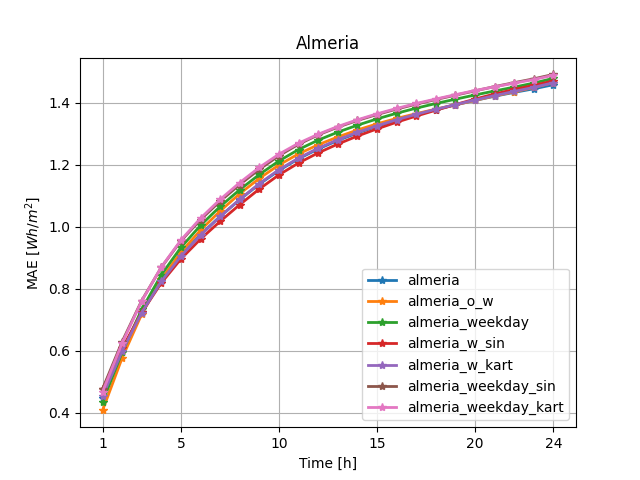 Almeria
MAE [Wh/m²]
1.4
1.2
1.0
0.8
0.6
0.4
almeria
almeria_o_w
almeria_weekday
almeria_w_sin
almeria_w_kart
almeria_weekday_sin
almeria_weekday_kart
1 5 10 15 20 24
Time [h]